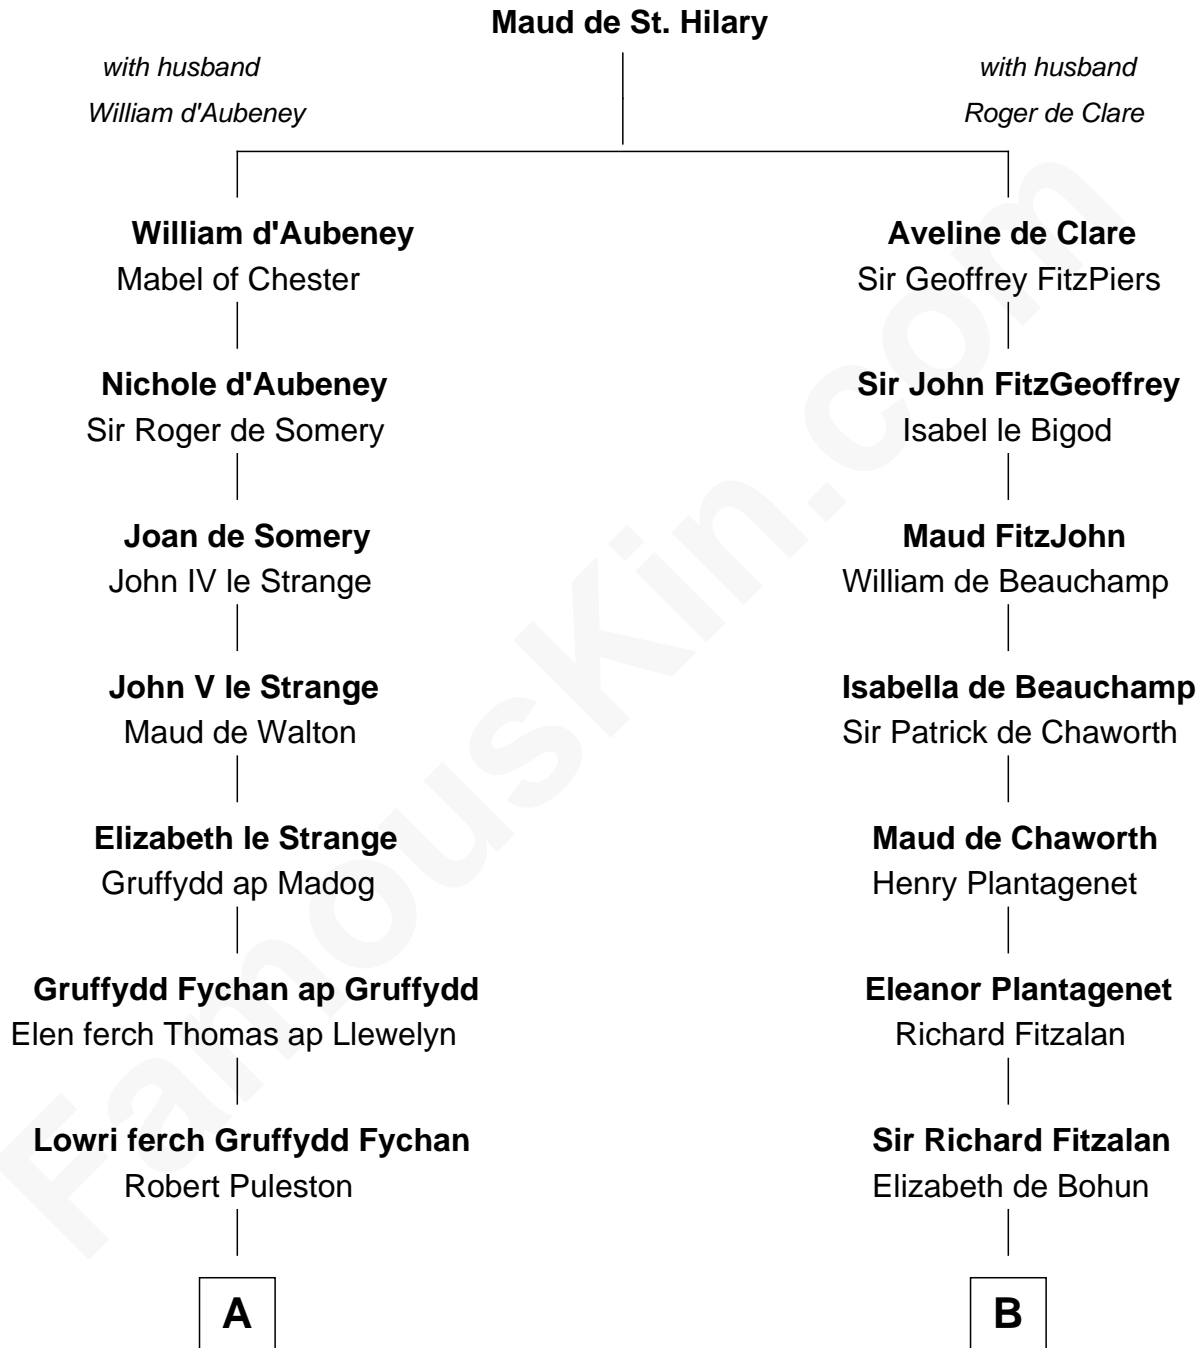 Maud de St. Hilary
with husband
William d'Aubeney
with husband
Roger de Clare
William d'Aubeney
Mabel of Chester
Aveline de Clare
Sir Geoffrey FitzPiers
Nichole d'Aubeney
Sir Roger de Somery
Sir John FitzGeoffrey
Isabel le Bigod
Joan de Somery
John IV le Strange
Maud FitzJohn
William de Beauchamp
John V le Strange
Maud de Walton
Isabella de Beauchamp
Sir Patrick de Chaworth
Elizabeth le Strange
Gruffydd ap Madog
Maud de Chaworth
Henry Plantagenet
Gruffydd Fychan ap Gruffydd
Elen ferch Thomas ap Llewelyn
Eleanor Plantagenet
Richard Fitzalan
Lowri ferch Gruffydd Fychan
Robert Puleston
Sir Richard Fitzalan
Elizabeth de Bohun
A
B
FamousKin.com